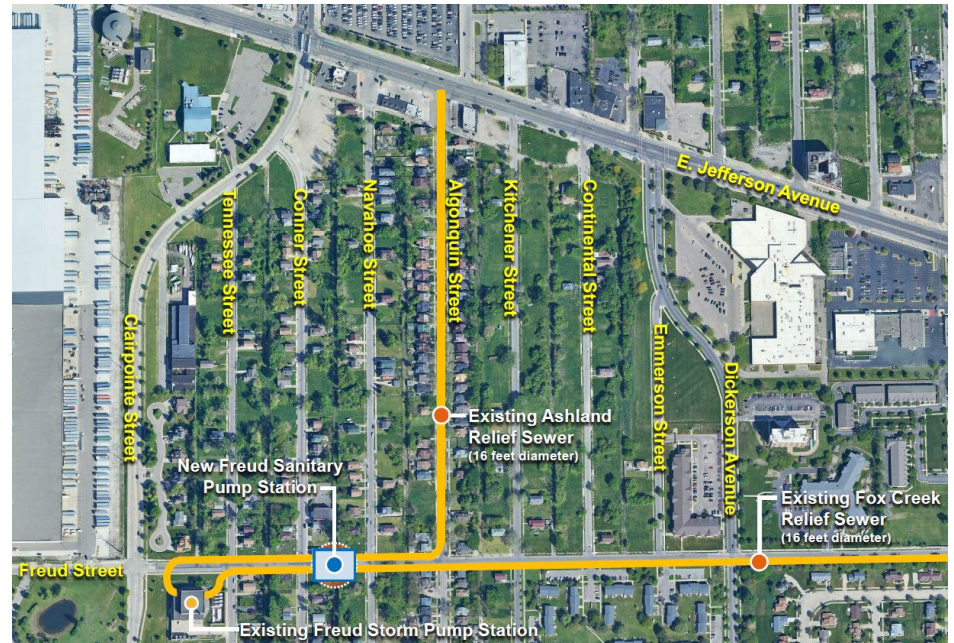 E. Jefferson Avenue
Tennessee Street
Conner Street
Navahoe Street
Algonquin Street
Kitchener Street
Continental Street
Clairpointe Street
Emmerson Street
Dickerson Avenue
Existing Ashland
Relief Sewer
(16 feet diameter)
New Freud Sanitary
Pump Station
Existing Fox Creek
Relief Sewer
(16 feet diameter)
Freud Street
Existing Freud Storm Pump Station